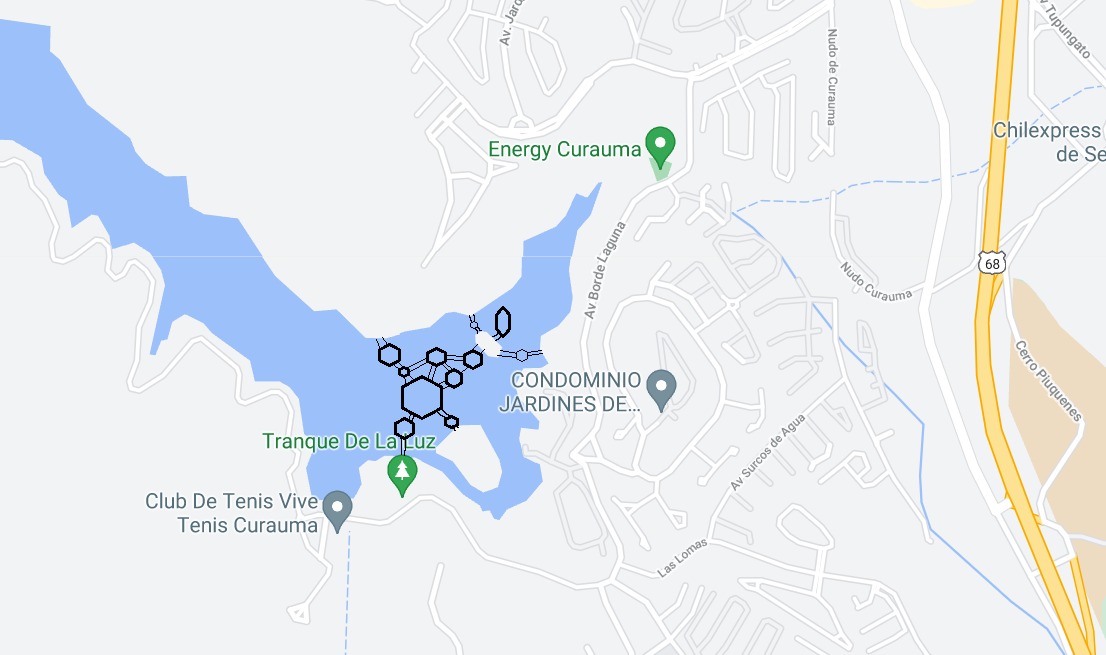 Av. Jard
v Tupungato
Nudo de Curauma
Chilexpress
de Se
Energy Curauma
Av Borde Laguna
68
Nudo Curauma
Cerro Piuquenes
CONDOMINIO
JARDINES DE...
Av Surcos de Agua
Tranque De La Luz
Club De Tenis Vive
Tenis Curauma
Las Lomas